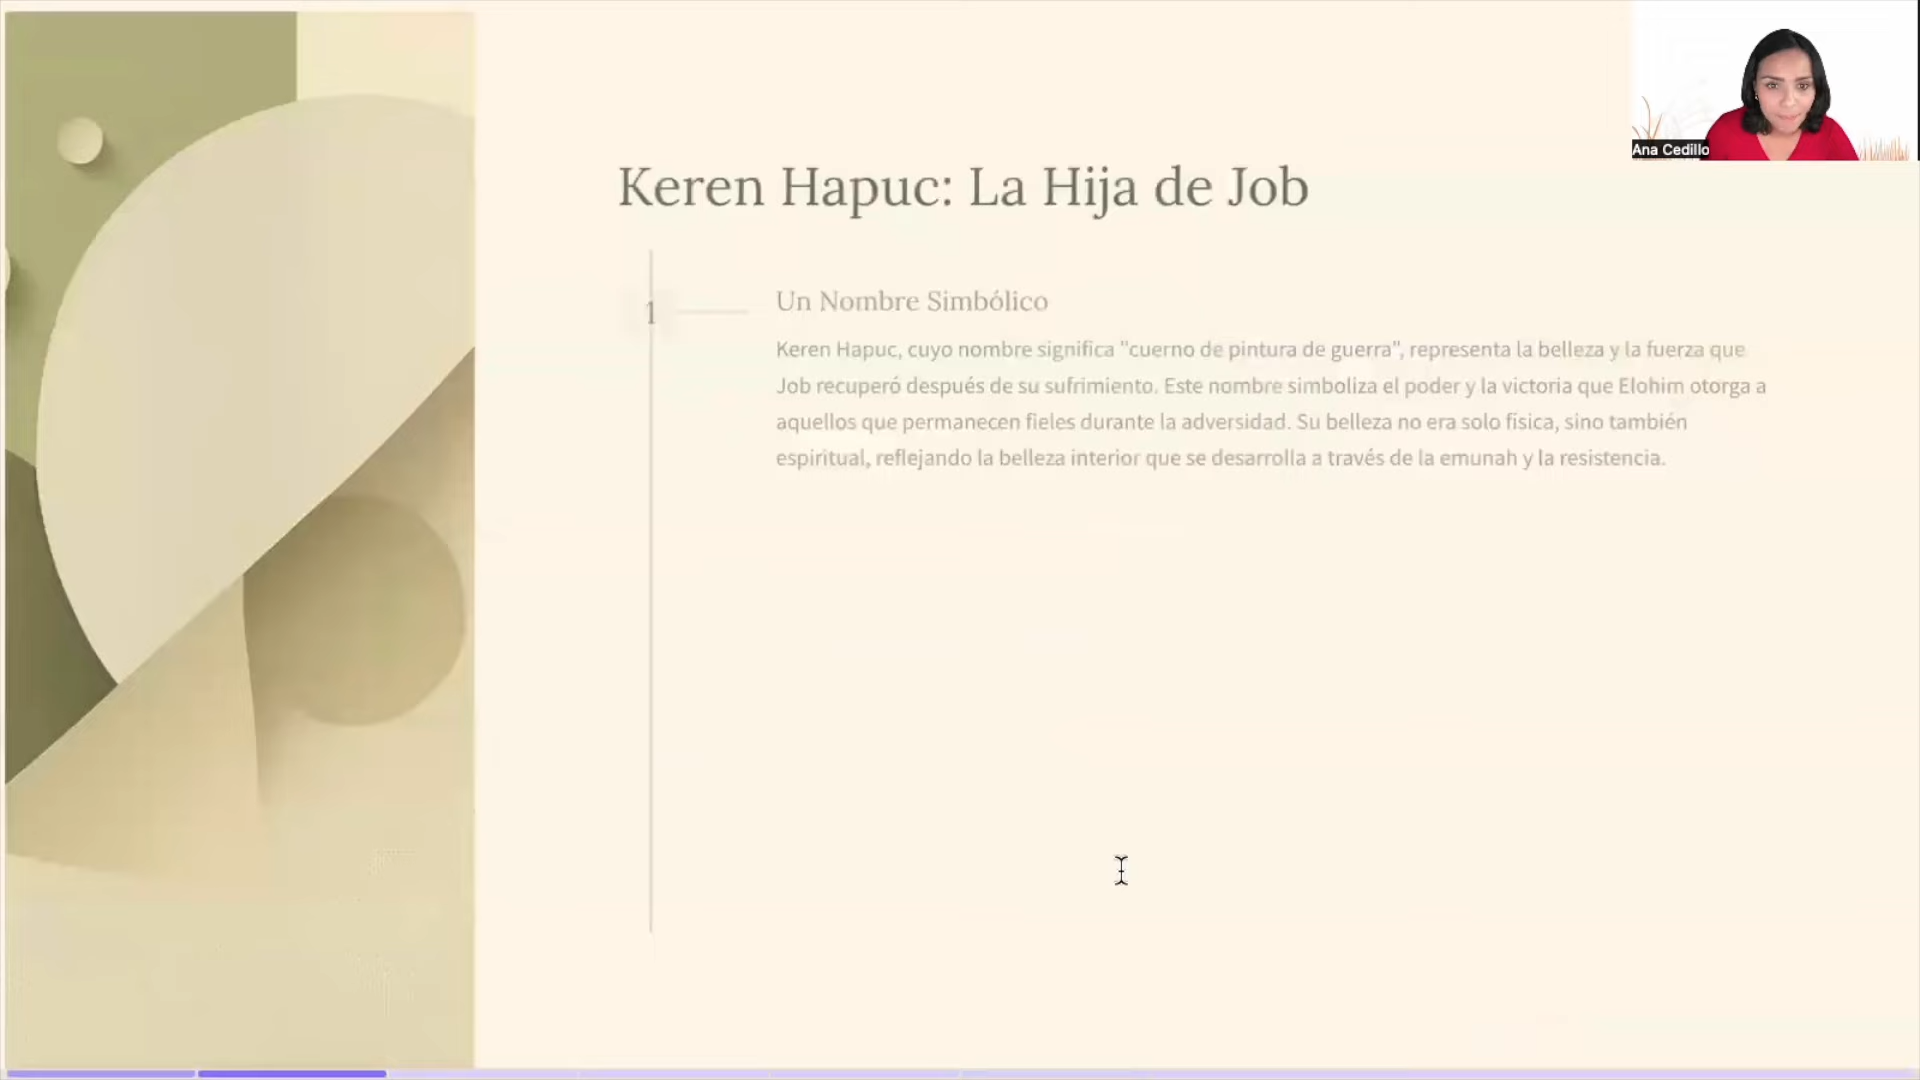 Ana Cedillo
Keren Hapuc: La Hija de Job
1
Un Nombre Simbólico
Keren Hapuc, cuyo nombre significa "cuerno de pintura de guerra", representa la belleza y la fuerza que
Job recuperó después de su sufrimiento. Este nombre simboliza el poder y la victoria que Elohim otorga a
aquellos que permanecen fieles durante la adversidad. Su belleza no era solo física, sino también
espiritual, reflejando la belleza interior que se desarrolla a través de la emunah y la resistencia.